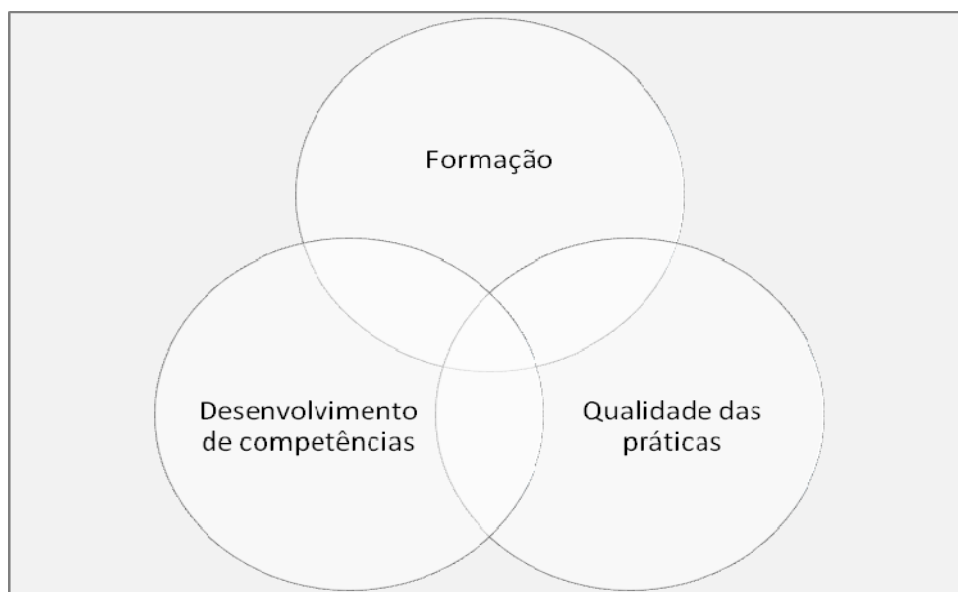 Formação
Desenvolvimento
de competências
Qualidade das
práticas